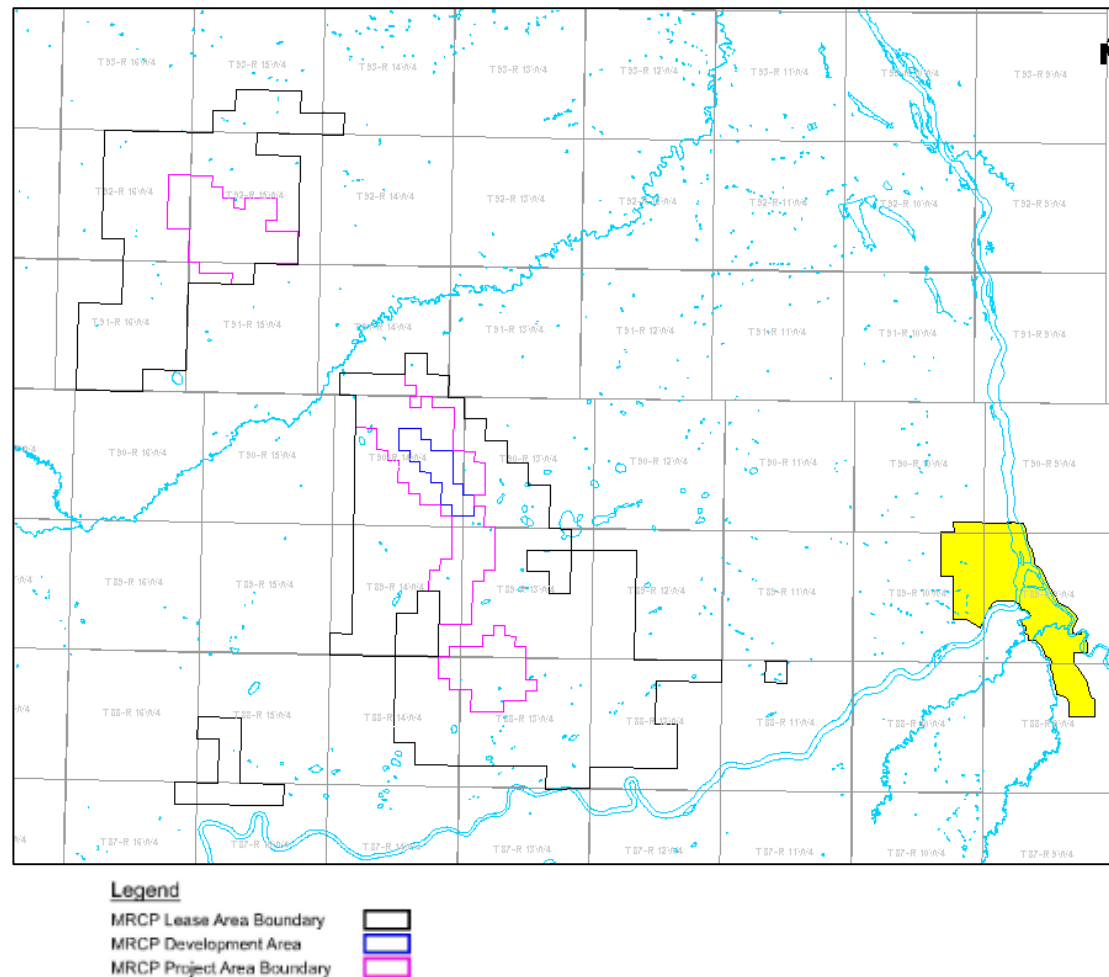 T93-R 16W4 T93-R 15W4 T93-R 14W4 T93-R 13W4 T93-R 12W4 T93-R 11W4 T93-R 9W4
T92-R 16W4 T92-R 15W4 T92-R 14W4 T92-R 13W4 T92-R 11W4 T92-R 10W4 T92-R 9W4
T91-R 16W4 T91-R 15W4 T91-R 14W4 T91-R 13W4 T91-R 12W4 T91-R 11W4 T91-R 10W4 T91-R 9W4
T90-R 16W4 T90-R 15W4 T90-R 14W4 T90-R 13W4 T90-R 12W4 T90-R 11W4 T90-R 10W4 T90-R 9W4
T89-R 16W4 T89-R 15W4 T89-R 14W4 T89-R 13W4 T89-R 11W4 T89-R 10W4
T88-R 16W4 T88-R 15W4 T88-R 14W4 T88-R 13W4 T88-R 12W4 T88-R 11W4 T88-R 10W4 T88-R 9W4
T87-R 16W4 T87-R 15W4 T87-R 14W4 T87-R 13W4 T87-R 12W4 T87-R 11W4 T87-R 10W4 T87-R 9W4
Legend
MRCP Lease Area Boundary
MRCP Development Area
MRCP Project Area Boundary